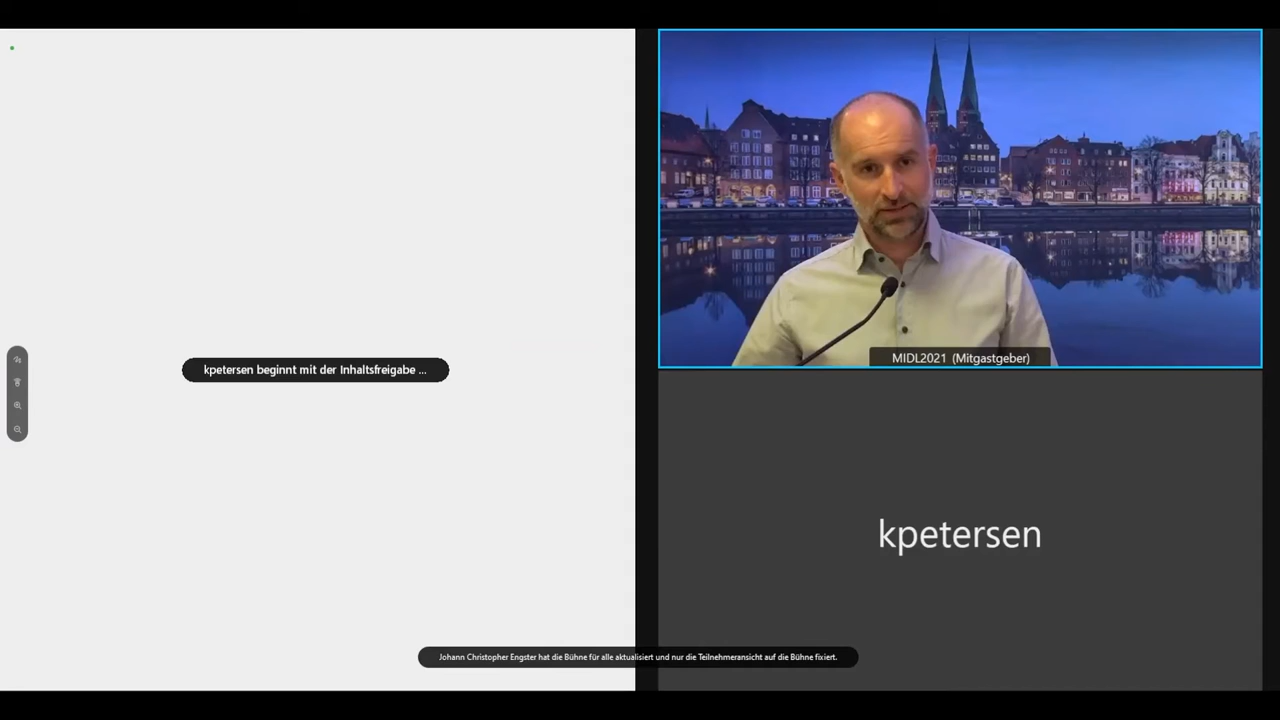 kpetersen beginnt mit der Inhaltsfreigabe ...
MIDL2021 (Mitgastgeber)
kpetersen
Johann Christopher Engster hat die Bühne für alle aktualisiert und nur die Teilnehmeransicht auf die Bühne fixiert.